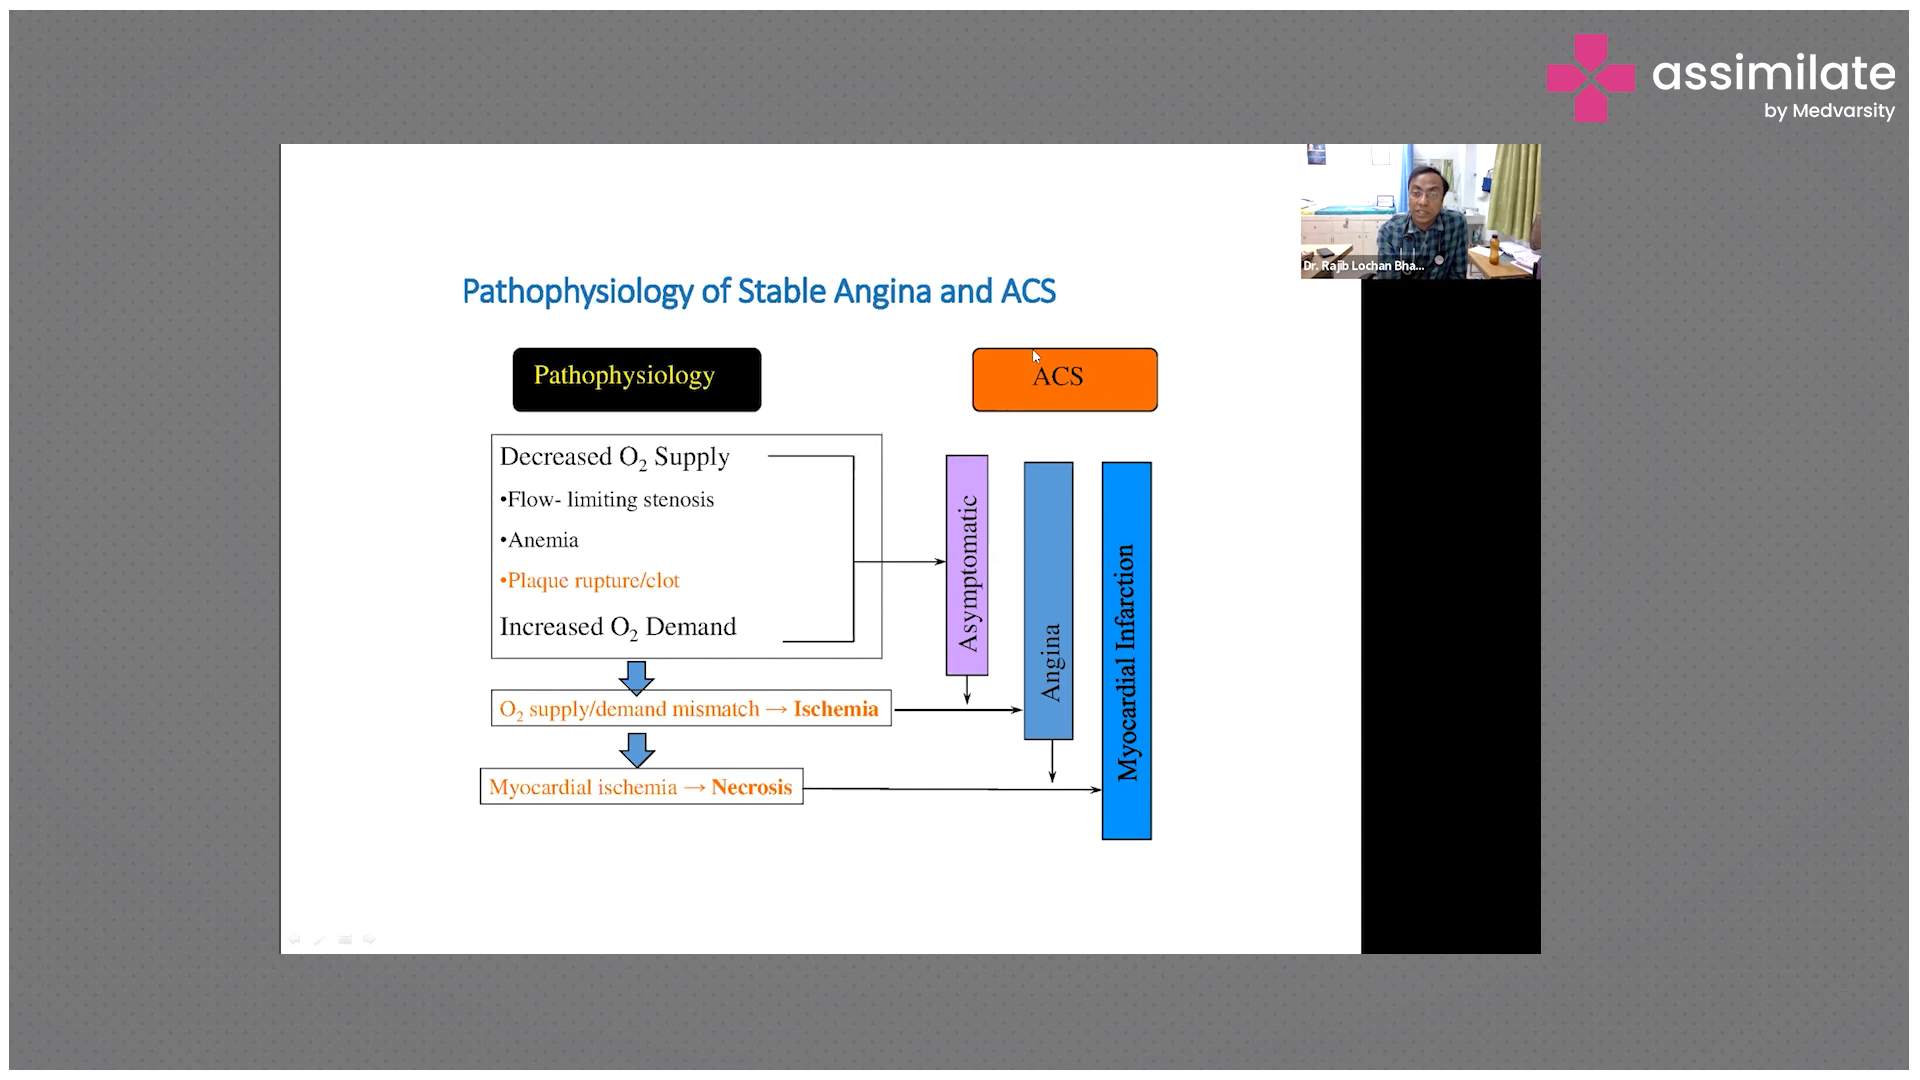 assimilate
by Medvarsity
Dr. Rajib Lochan Bha...
Pathophysiology of Stable Angina and ACS
Pathophysiology
ACS
Decreased O₂ Supply
•Flow- limiting stenosis
•Anemia
•Plaque rupture/clot
Increased O₂ Demand
O₂ supply/demand mismatch → Ischemia
Myocardial ischemia → Necrosis
Asymptomatic
Angina
Myocardial Infarction